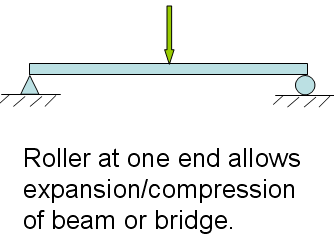 Roller at one end allows
expansion/compression
of beam or bridge.